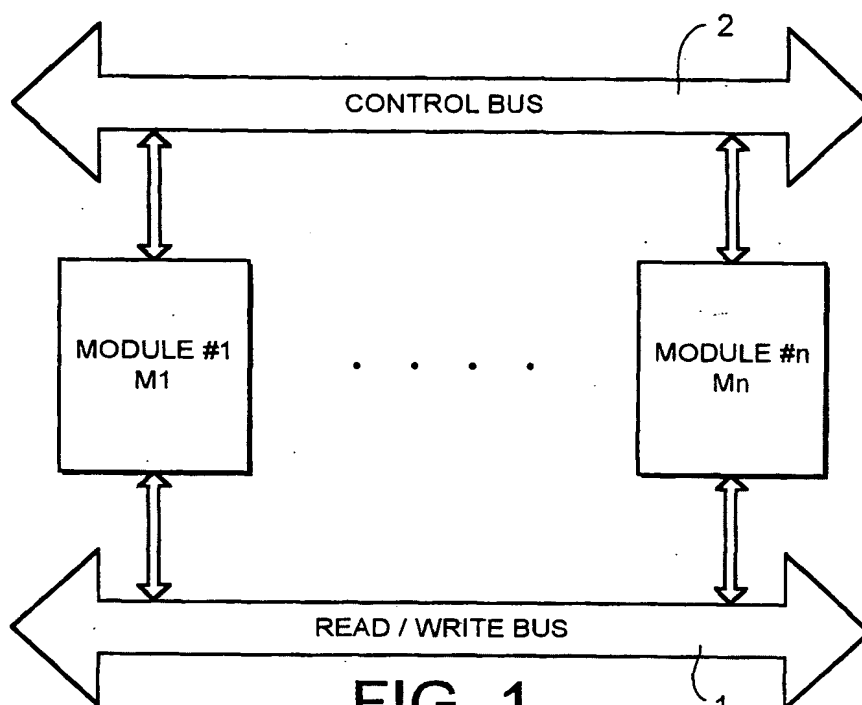 2
CONTROL BUS
MODULE #1
M1
MODULE #n
Mn
READ / WRITE BUS
1
FIG. 1